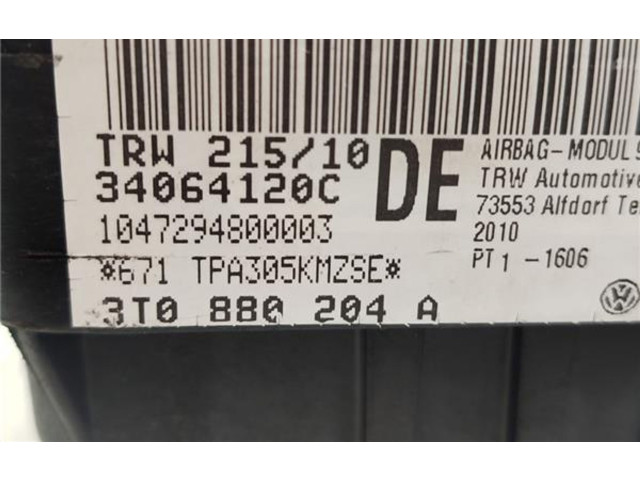 TRW 215/10
34064120C
1047294800003
*671 TPA305KMZSE*
3T0 880 204 A
DE
AIRBAG-MODUL
TRW Automotive
73553 Alfdorf
2010
PT 1 -1606